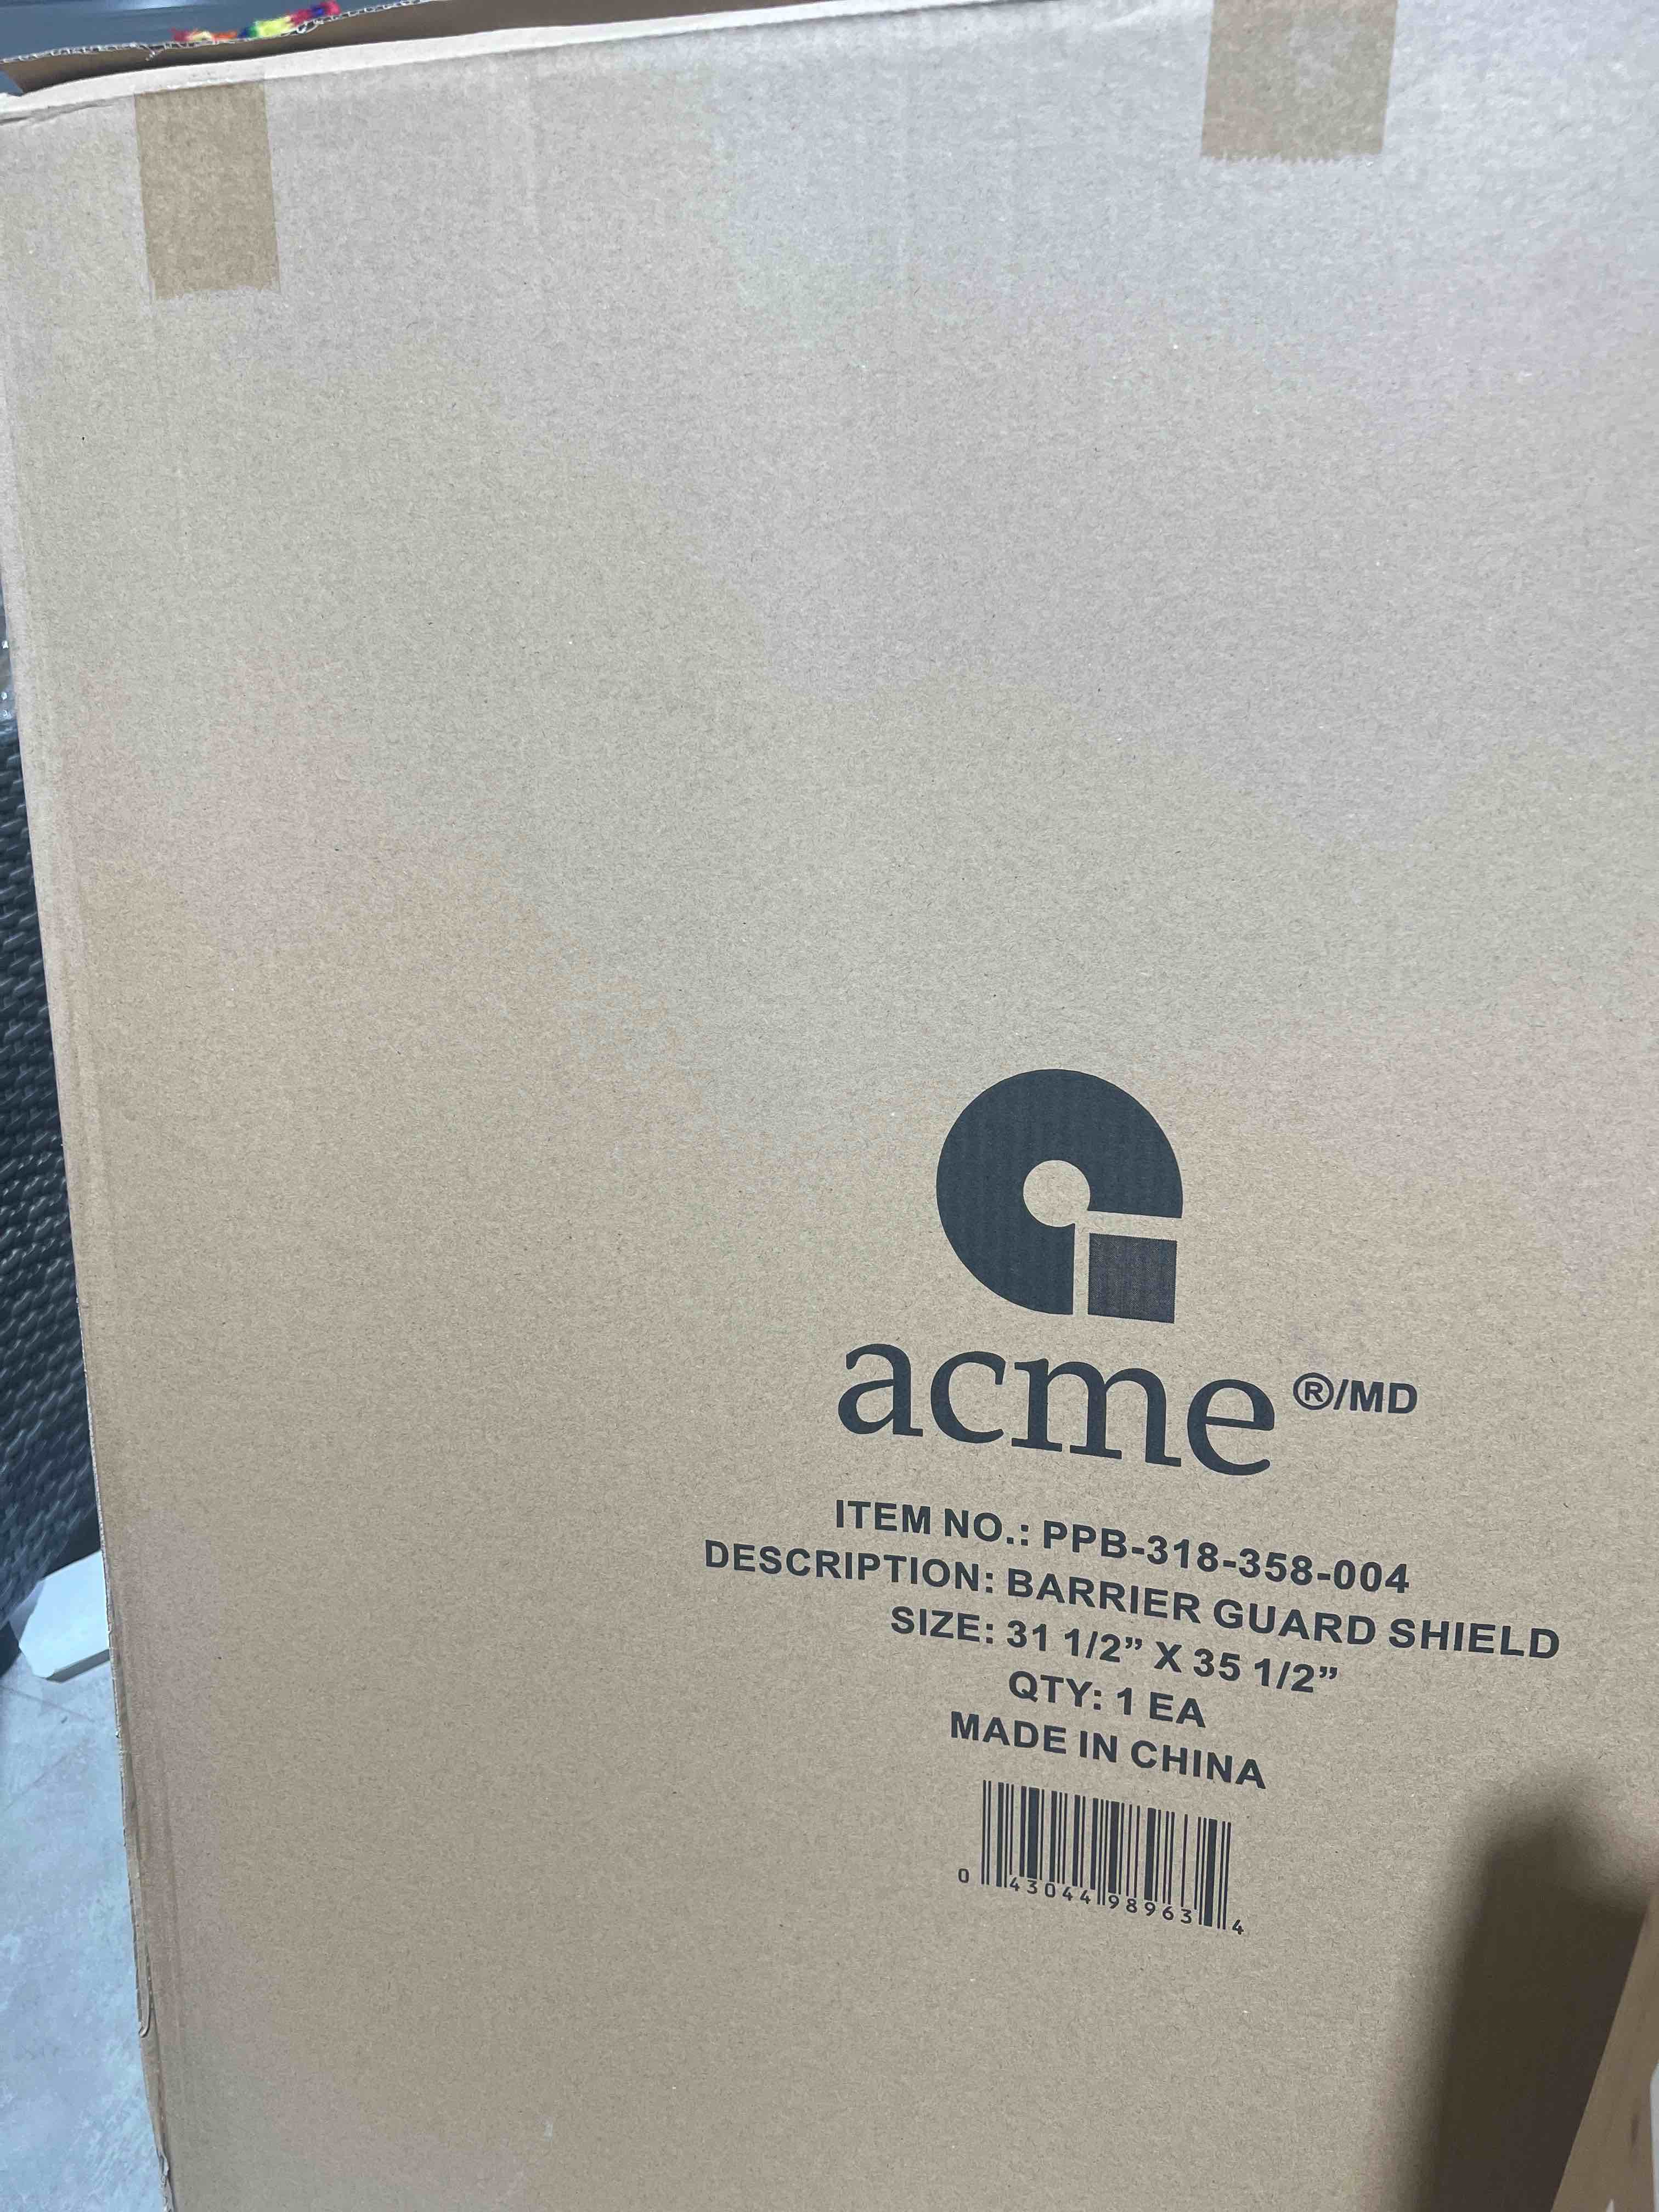 acme®/MD
ITEM NO.: PPB-318-358-004
DESCRIPTION: BARRIER GUARD SHIELD
SIZE: 31 1/2” X 35 1/2”
QTY: 1 EA
MADE IN CHINA
0 43044 98963 4